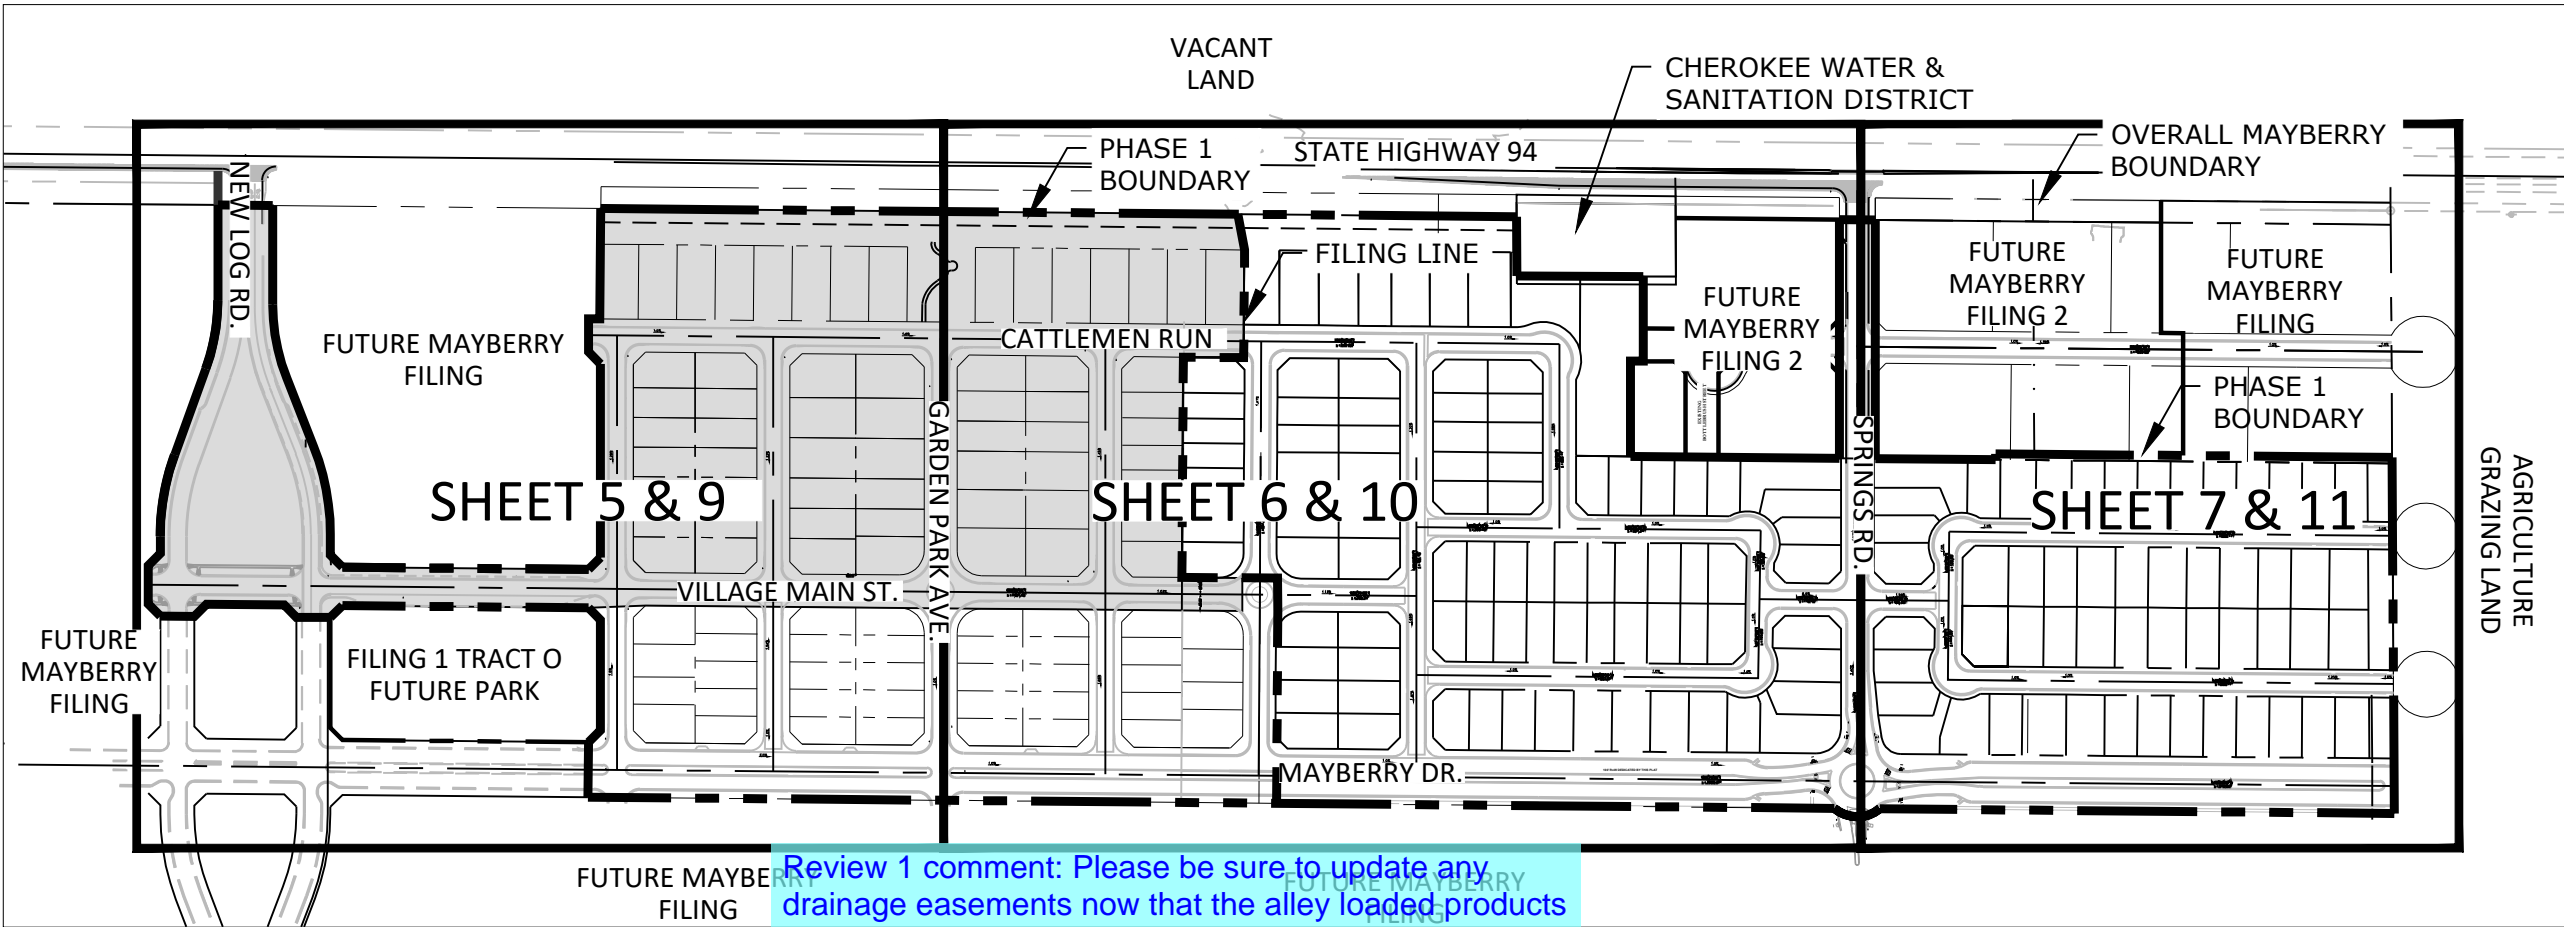 VACANT
LAND
CHEROKEE WATER &
SANITATION DISTRICT
PHASE 1
BOUNDARY
STATE HIGHWAY 94
OVERALL MAYBERRY
BOUNDARY
NEW LOG RD.
FILING LINE
FUTURE
MAYBERRY
FILING 2
FUTURE
MAYBERRY
FILING
FUTURE
MAYBERRY
FILING 2
FUTURE MAYBERRY
FILING
CATTLEMEN RUN
PHASE 1
BOUNDARY
GARDEN PARK AVE.
SPRINGS RD.
SHEET 5 & 9
SHEET 6 & 10
SHEET 7 & 11
AGRICULTURE
GRAZING LAND
VILLAGE MAIN ST.
FUTURE
MAYBERRY
FILING
FILING 1 TRACT O
FUTURE PARK
MAYBERRY DR.
FUTURE MAYBERRY
FILING
FUTURE MAYBERRY
FILING
Review 1 comment: Please be sure to update any
drainage easements now that the alley loaded products